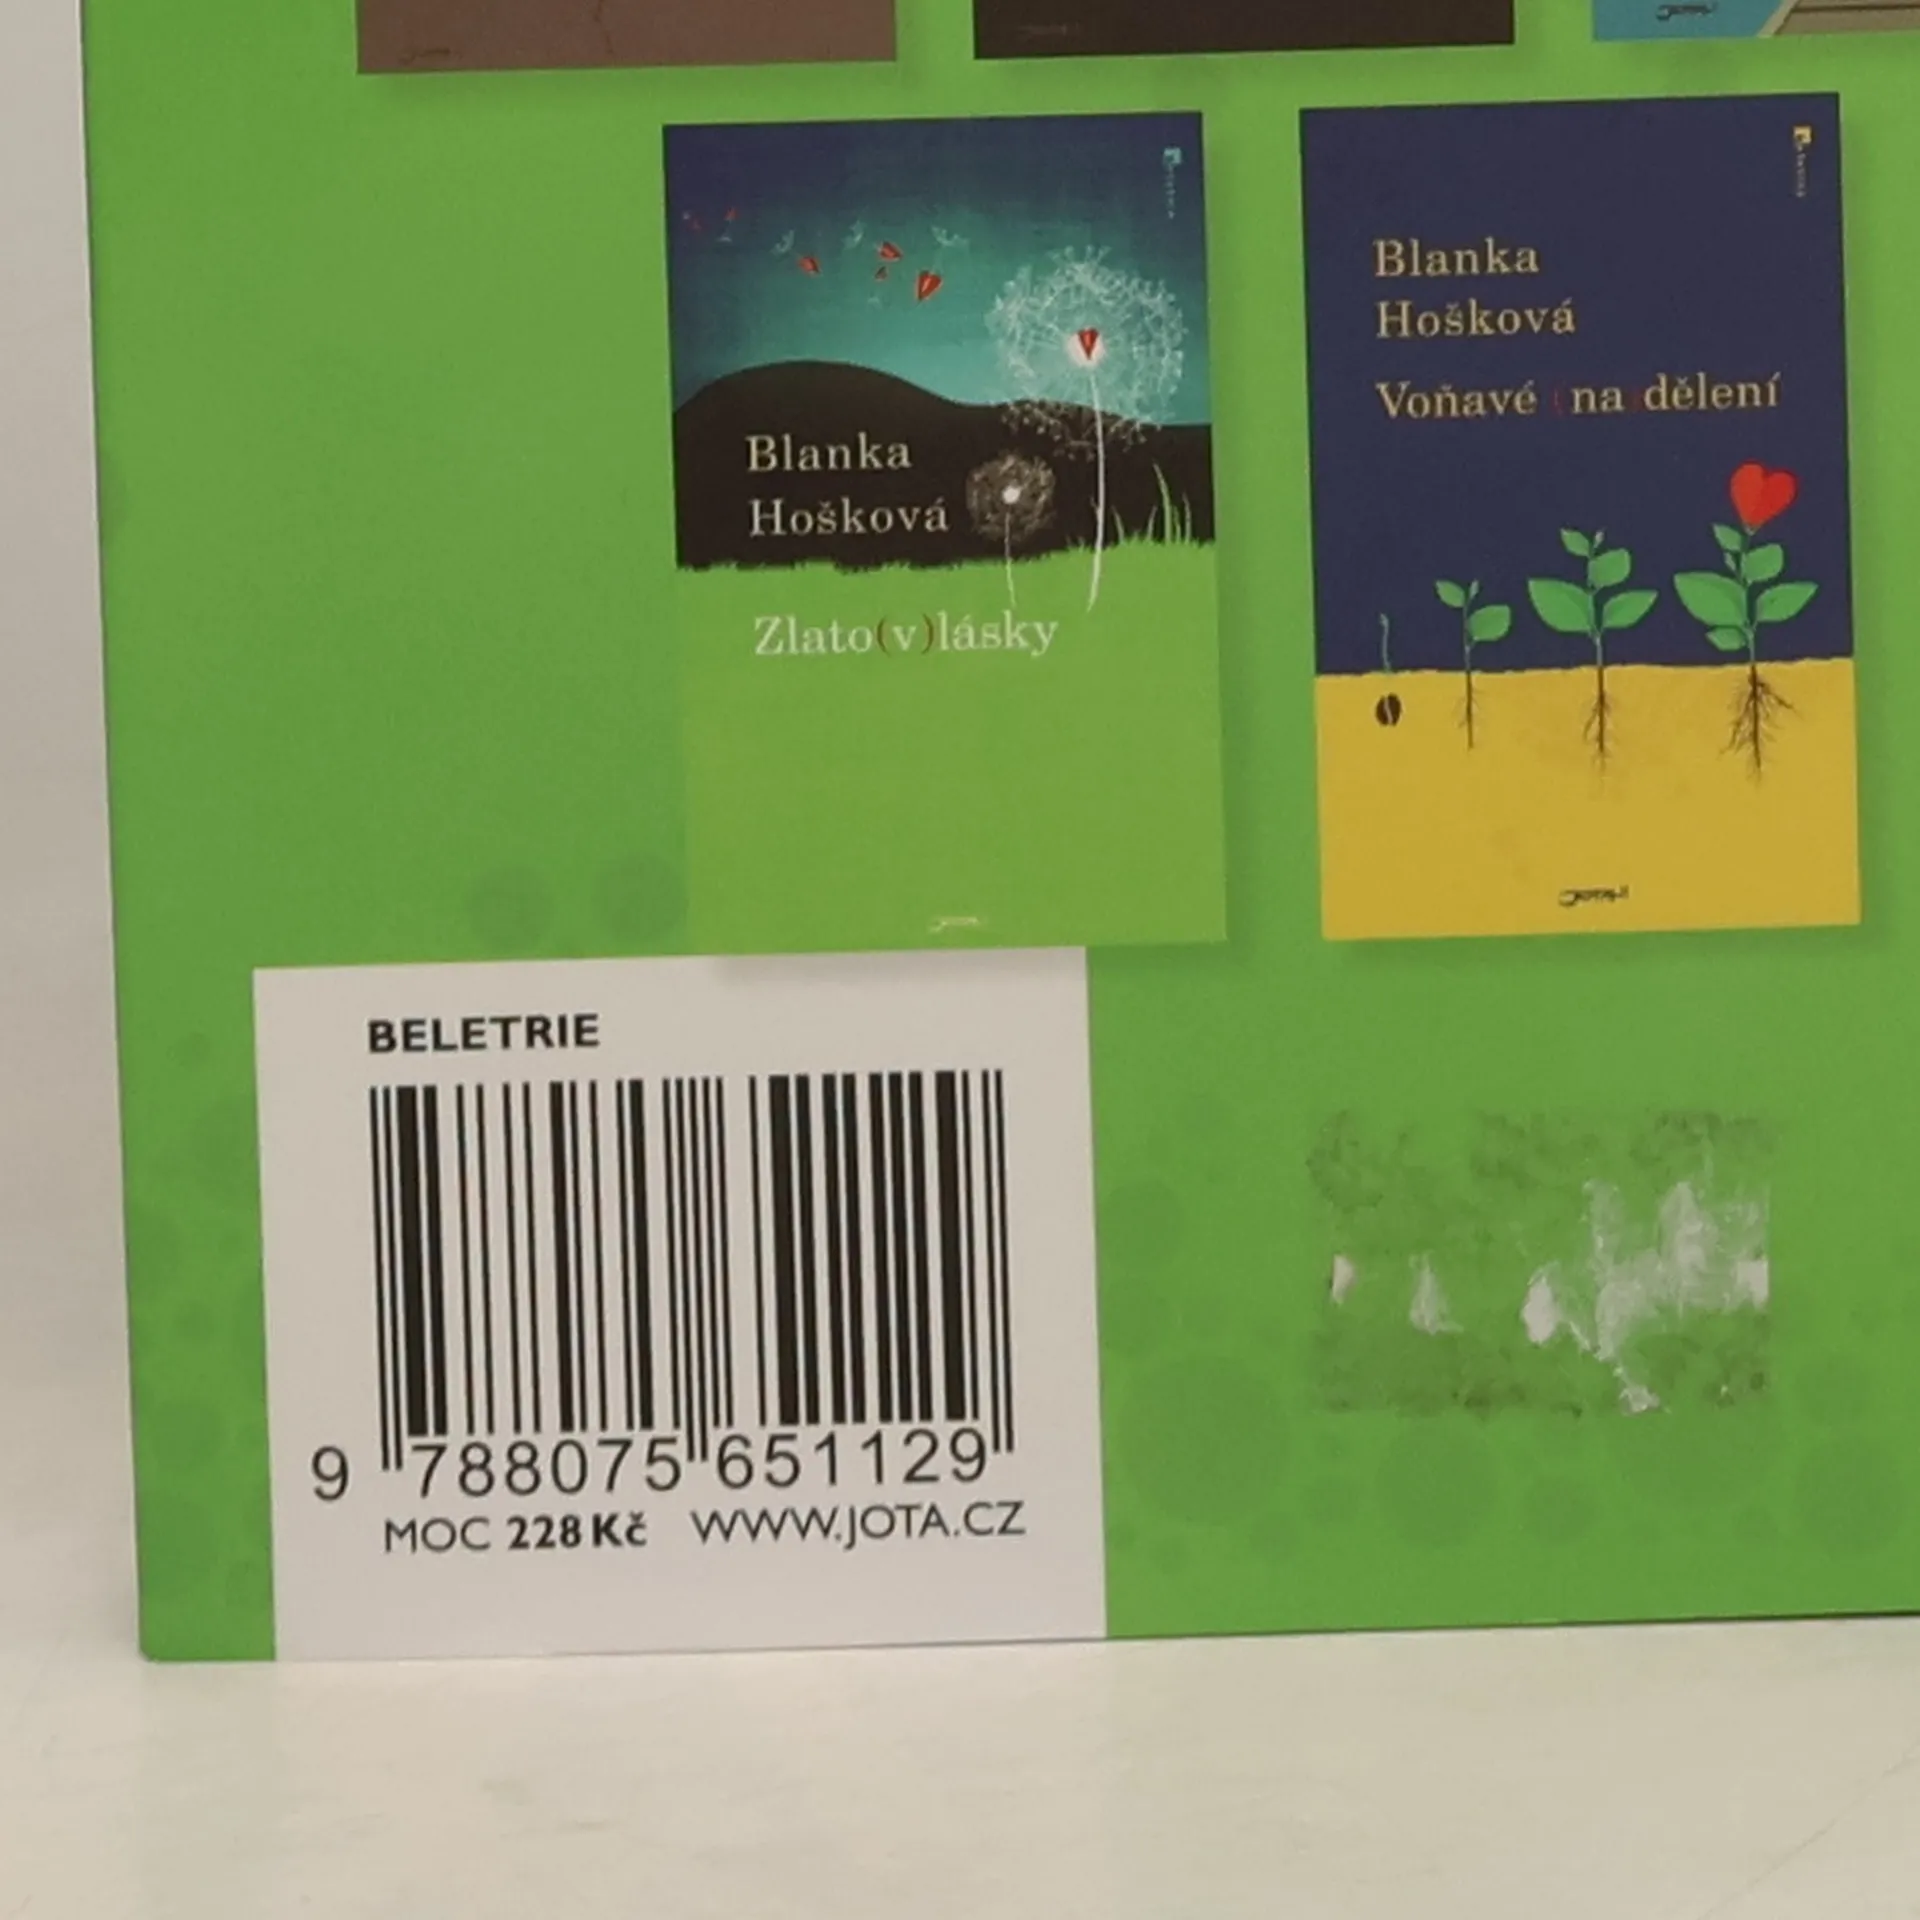 Blanka
Hošková
Zlato(v)lásky
Blanka
Hošková
Voňavé (na)dělení
BELETRIE
9 788075 651129
MOC 228 Kč WWW.JOTA.CZ